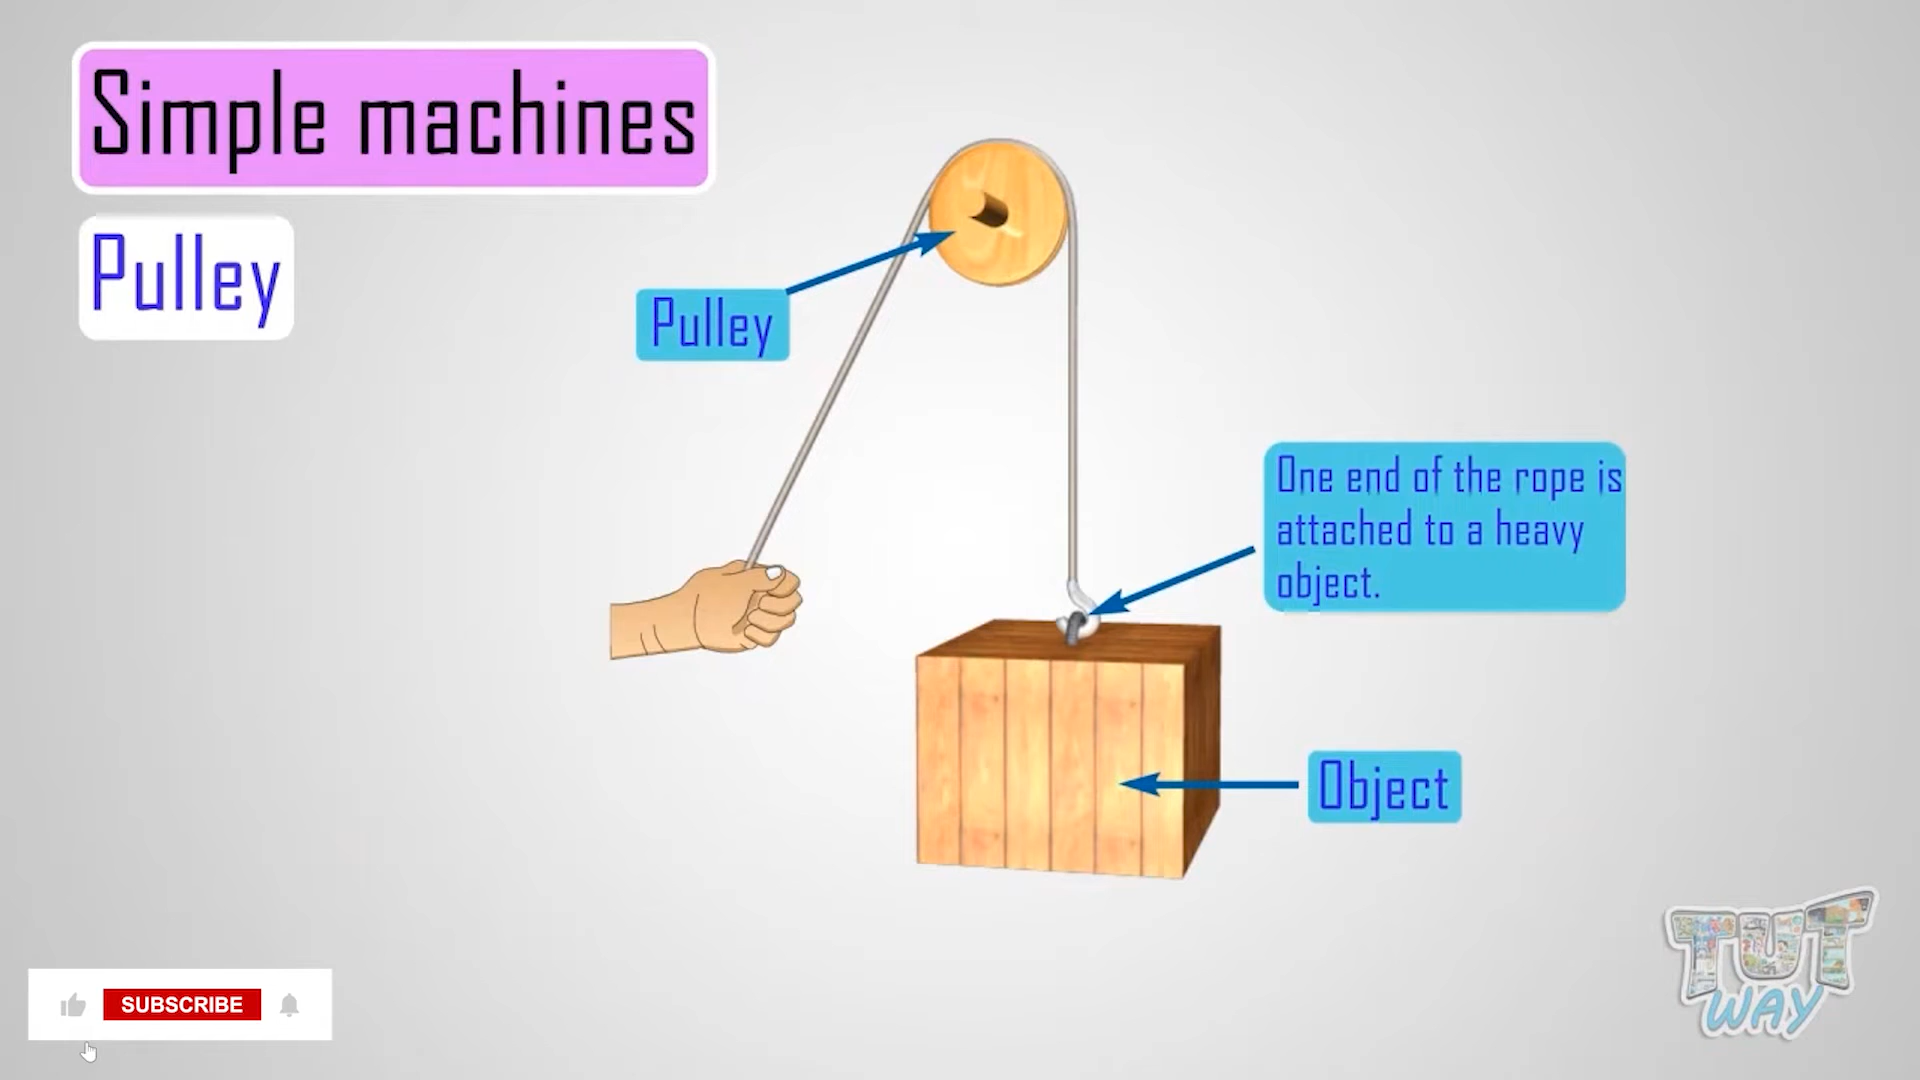 Simple machines
Pulley
Pulley
One end of the rope is
attached to a heavy
object.
Object
SUBSCRIBE
TUT
WAY